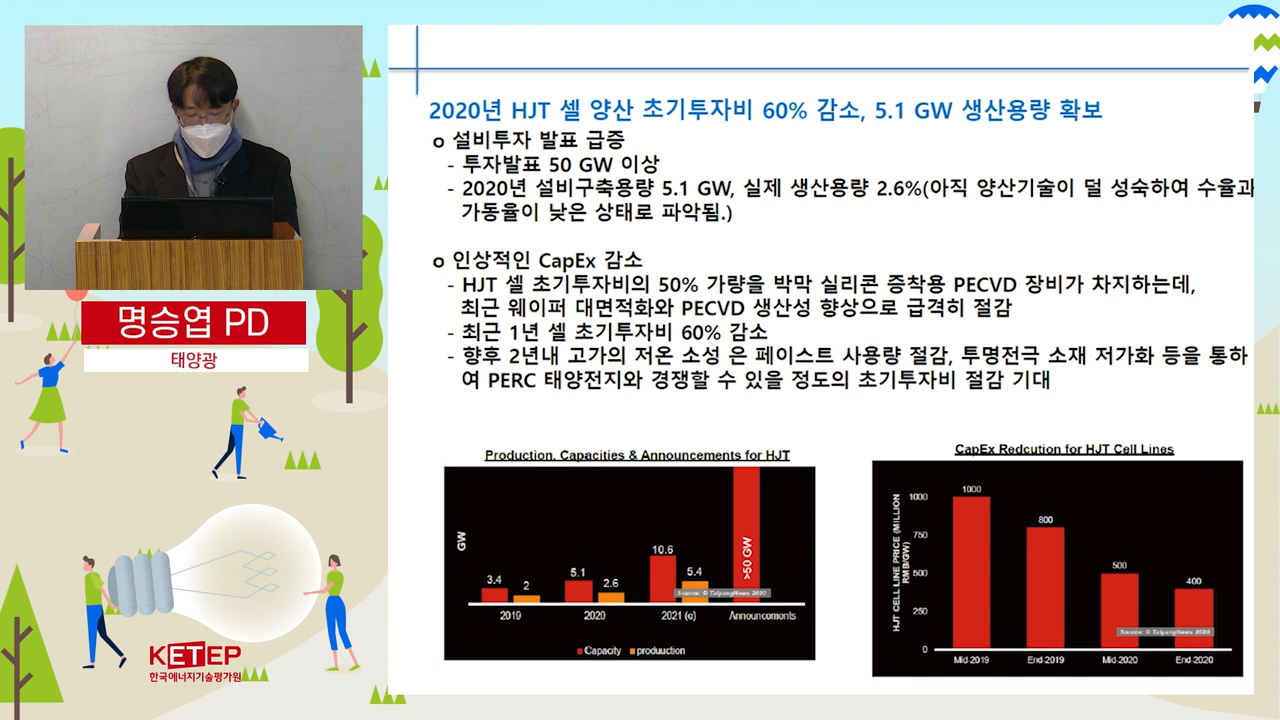 2020년 HJT 셀 양산 초기투자비 60% 감소, 5.1 GW 생산용량 확보
o 설비투자 발표 급증
- 투자발표 50 GW 이상
- 2020년 설비구축용량 5.1 GW, 실제 생산용량 2.6%(아직 양산기술이 덜 성숙하여 수율과
가동율이 낮은 상태로 파악됨.)
o 인상적인 CapEx 감소
- HJT 셀 초기투자비의 50% 가량을 박막 실리콘 증착용 PECVD 장비가 차지하는데,
최근 웨이퍼 대면적화와 PECVD 생산성 향상으로 급격히 절감
- 최근 1년 셀 초기투자비 60% 감소
- 향후 2년내 고가의 저온 소성 은 페이스트 사용량 절감, 투명전극 소재 저가화 등을 통하
여 PERC 태양전지와 경쟁할 수 있을 정도의 초기투자비 절감 기대
명승엽 PD
태양광
KETEP
한국에너지기술평가원
Production, Capacities & Announcements for HJT
GW
3.4
2
5.1
2.6
10.6
5.4
>50 GW
Source: © TaiyangNews 2020
2019
2020
2021 (e)
Announcements
Capacity
produuction
CapEx Redcution for HJT Cell Lines
HJT CELL LINE PRICE (MILLION
RMB/GW)
1000
750
500
250
0
1000
800
500
400
Source: © TaiyangNews 2020
Mid-2019
End-2019
Mid-2020
End-2020